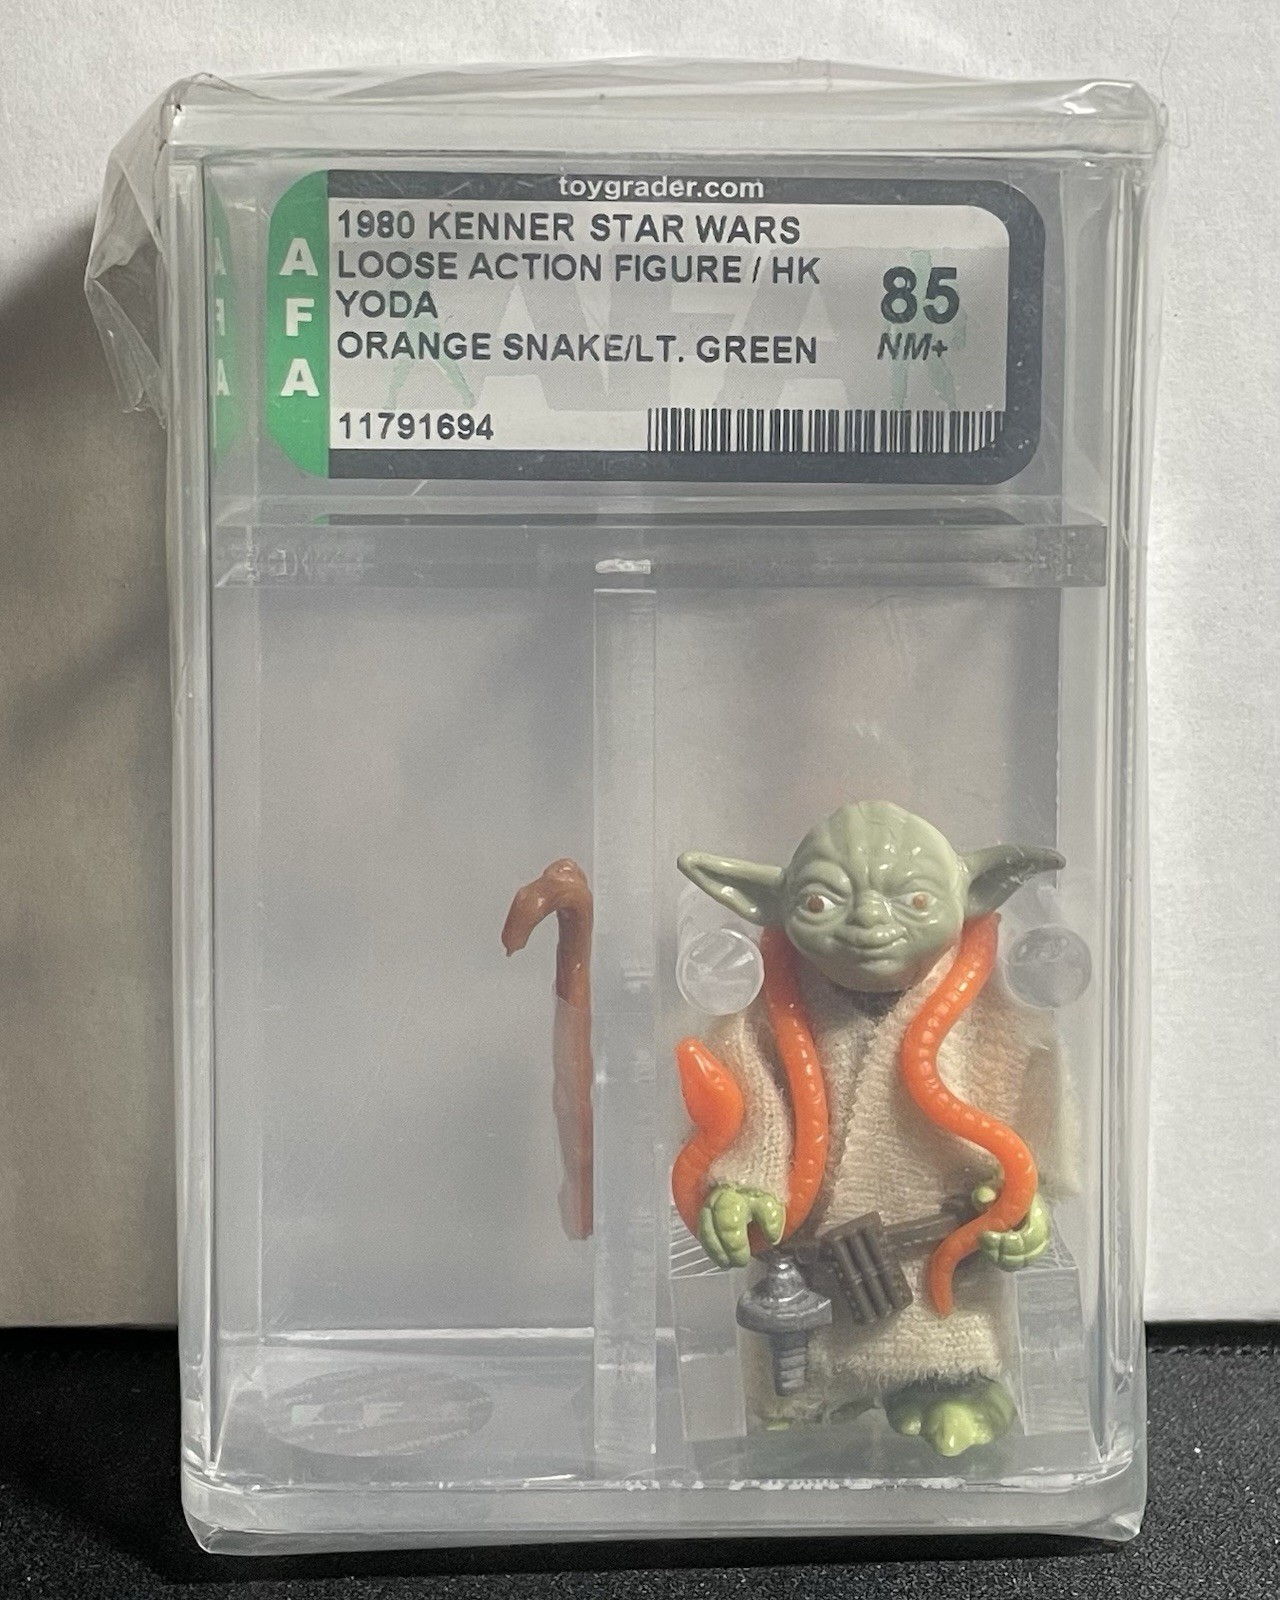 toygrader.com
1980 KENNER STAR WARS
LOOSE ACTION FIGURE / HK
YODA
ORANGE SNAKE/LT. GREEN
11791694
85
NM+
AFA
AFA